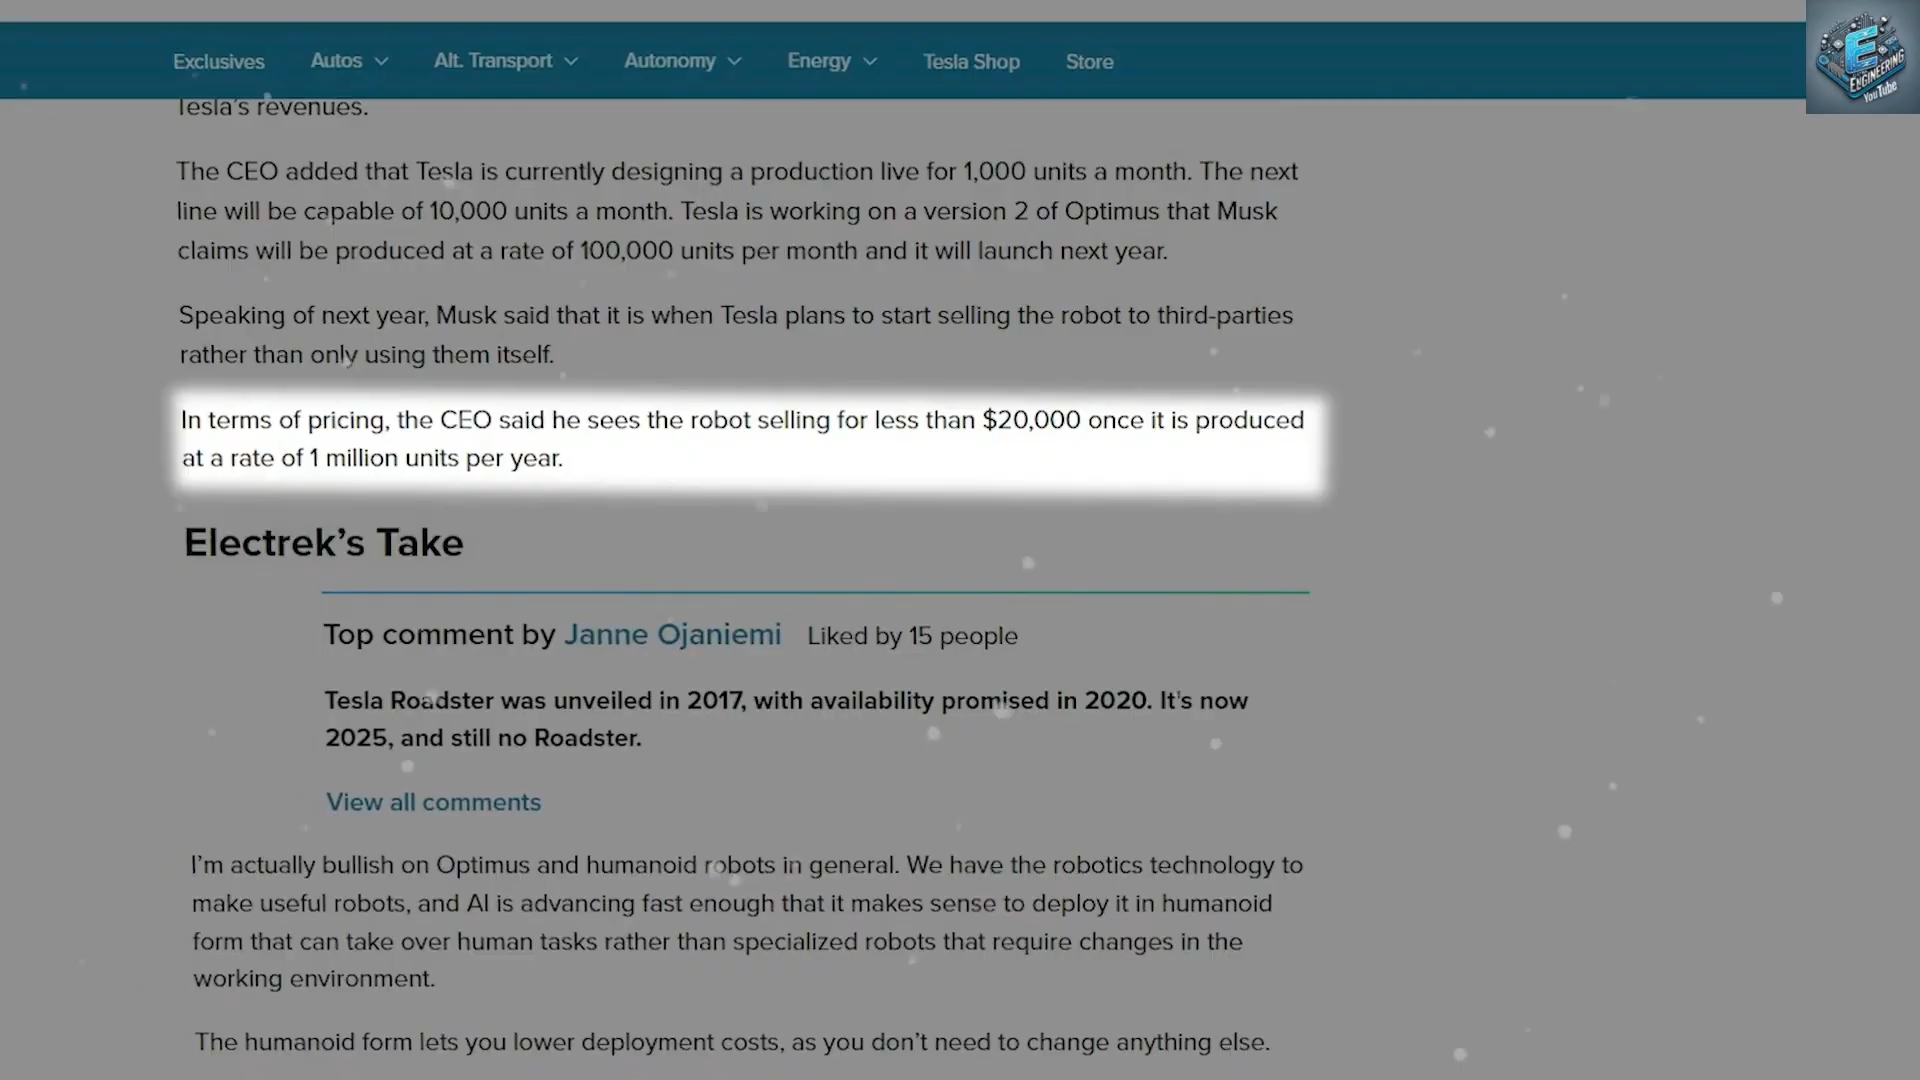 Exclusives Autos Alt. Transport Autonomy Energy Tesla Shop Store
E
ENGINEERING
YouTube
Tesla's revenues.
The CEO added that Tesla is currently designing a production live for 1,000 units a month. The next
line will be capable of 10,000 units a month. Tesla is working on a version 2 of Optimus that Musk
claims will be produced at a rate of 100,000 units per month and it will launch next year.
Speaking of next year, Musk said that it is when Tesla plans to start selling the robot to third-parties
rather than only using them itself.
In terms of pricing, the CEO said he sees the robot selling for less than $20,000 once it is produced
at a rate of 1 million units per year.
Electrek’s Take
Top comment by Janne Ojaniemi Liked by 15 people
Tesla Roadster was unveiled in 2017, with availability promised in 2020. It's now
2025, and still no Roadster.
View all comments
I’m actually bullish on Optimus and humanoid robots in general. We have the robotics technology to
make useful robots, and AI is advancing fast enough that it makes sense to deploy it in humanoid
form that can take over human tasks rather than specialized robots that require changes in the
working environment.
The humanoid form lets you lower deployment costs, as you don’t need to change anything else.